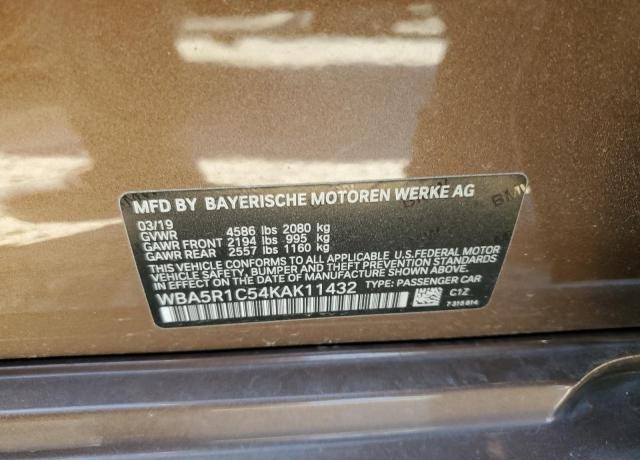 MFD BY BAYERISCHE MOTOREN WERKE AG
03/19
GVWR 4586 lbs 2080 kg
GAWR FRONT 2194 lbs 995 kg
GAWR REAR 2557 lbs 1160 kg
THIS VEHICLE CONFORMS TO ALL APPLICABLE U.S.FEDERAL MOTOR
VEHICLE SAFETY, BUMPER AND THEFT PREVENTION STANDARDS
IN EFFECT ON THE DATE OF MANUFACTURE SHOWN ABOVE.
WBA5R1C54KAK11432 TYPE: PASSENGER CAR
C1Z